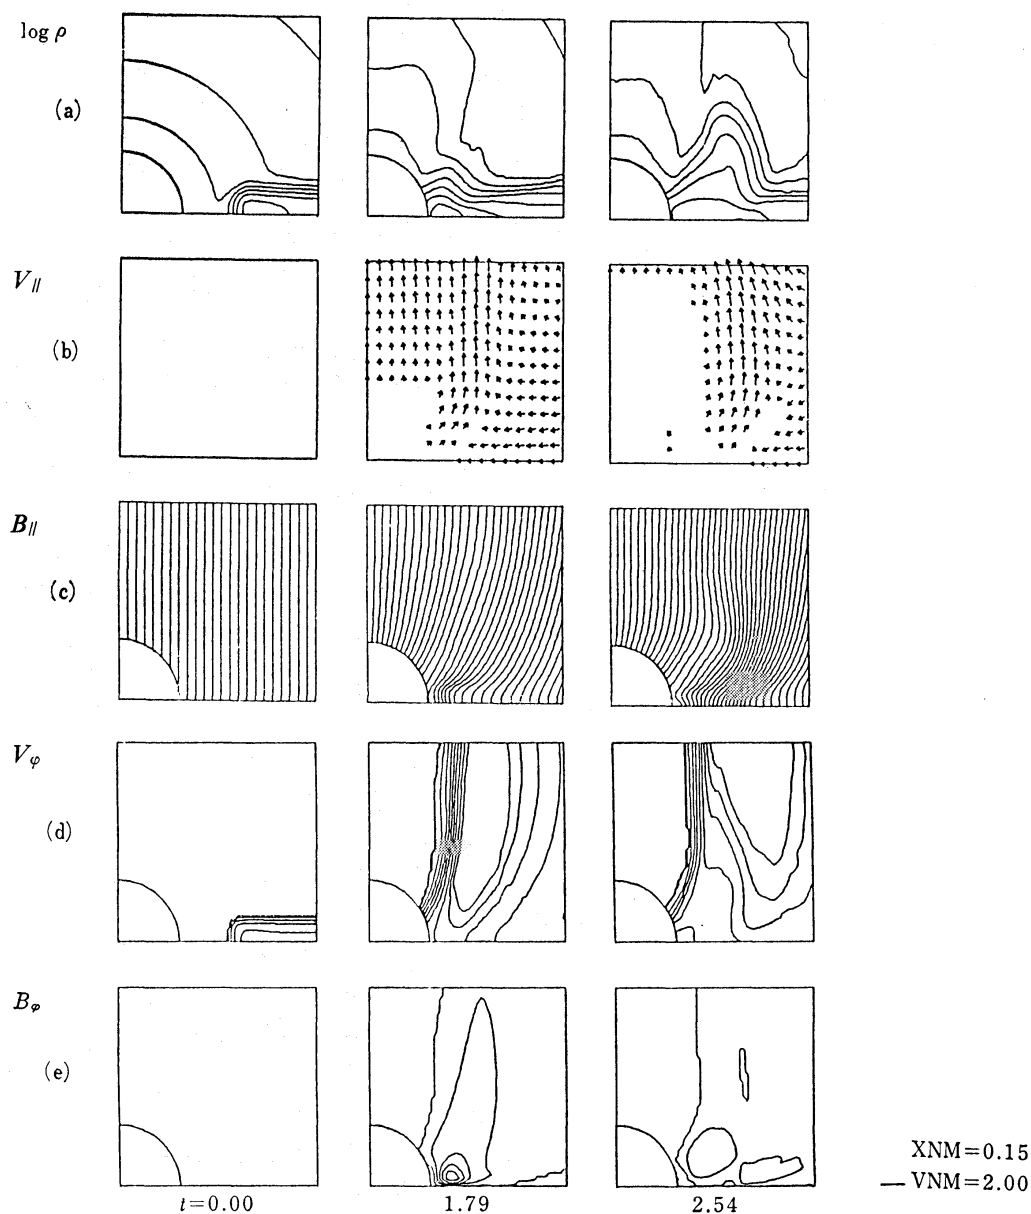 log ρ
(a)
V∥
(b)
B∥
(c)
Vφ
(d)
Bφ
(e)
XNM=0.15
— VNM=2.00
t=0.00 1.79 2.54